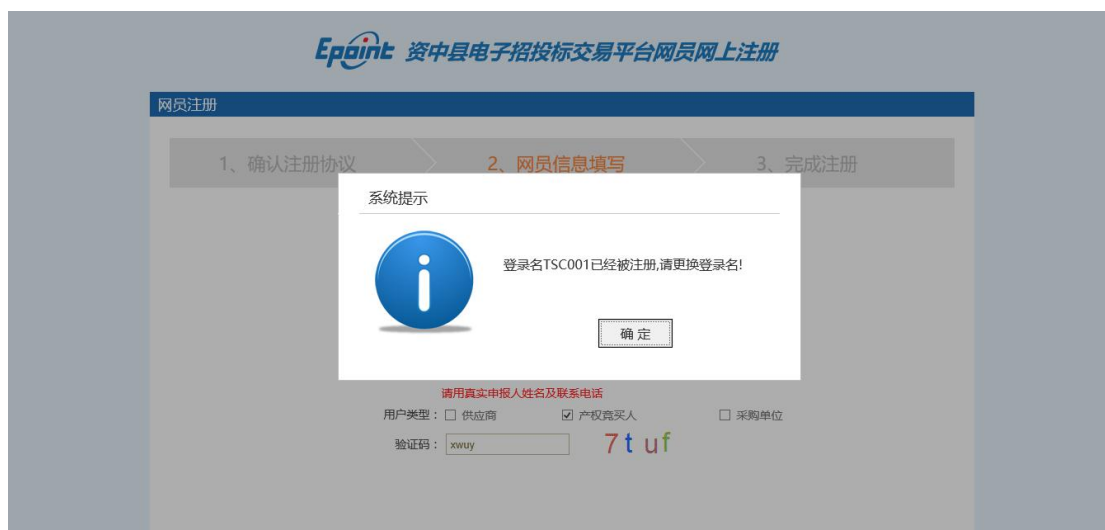 Epoint 资中县电子招投标交易平台网员网上注册
网员注册
1、确认注册协议 2、网员信息填写 3、完成注册
系统提示
登录名TSC001已经被注册,请更换登录名!
确 定
请用真实申报人姓名及联系电话
用户类型： 供应商 产权竞买人 采购单位
验证码： xwuy 7tuf